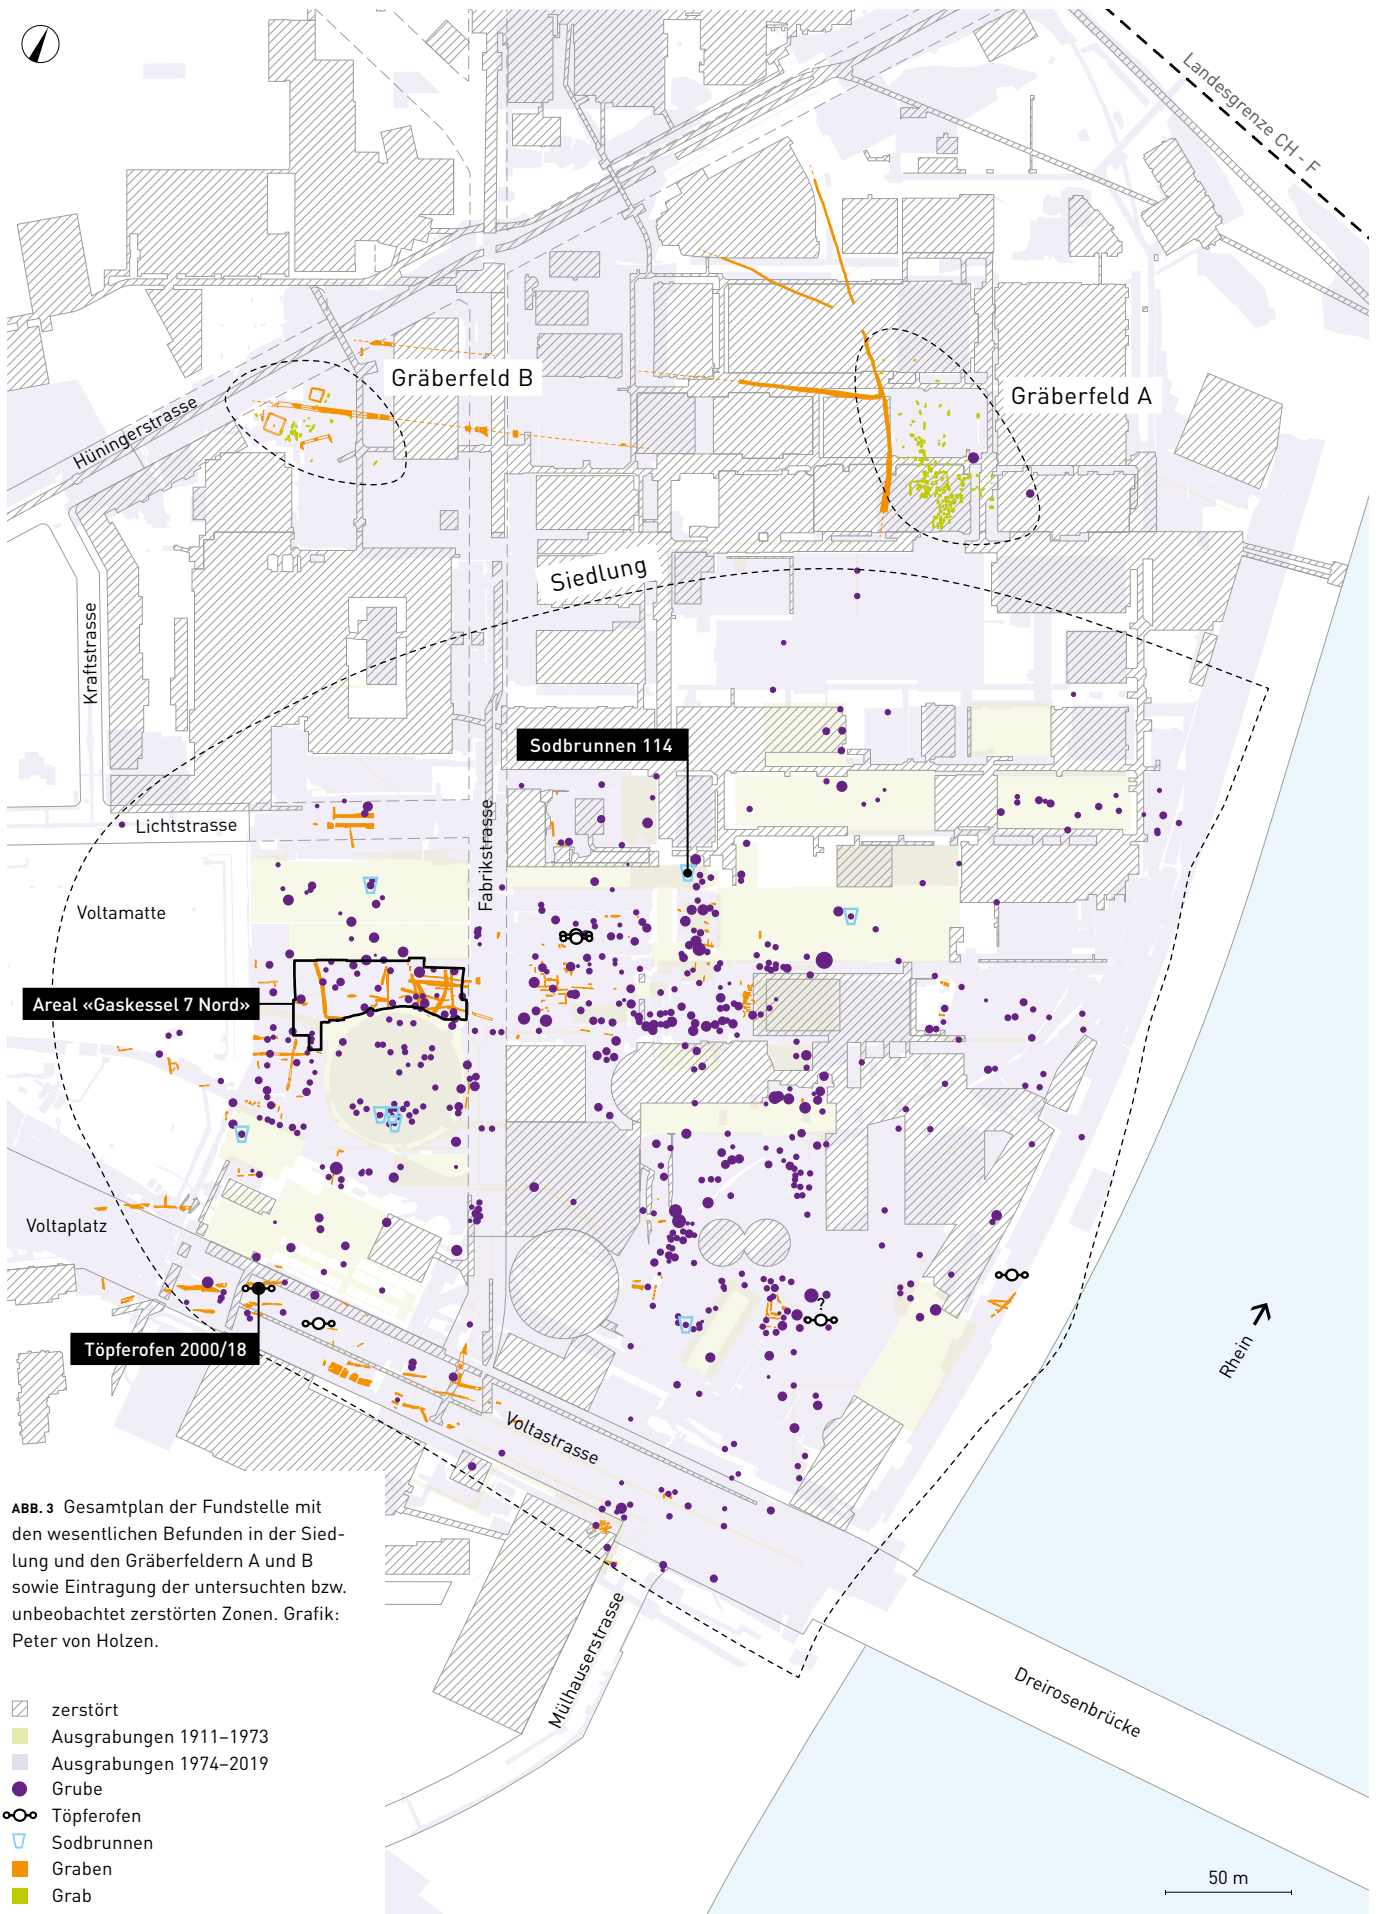 Landesgrenze CH - F
Gräberfeld B
Gräberfeld A
Hüningerstrasse
Siedlung
Kraftstrasse
Sodbrunnen 114
Lichtstrasse
Fabrikstrasse
Voltamatte
Areal «Gaskessel 7 Nord»
Voltaplatz
?
Töpferofen 2000/18
Rhein
Voltastrasse
ABB. 3 Gesamtplan der Fundstelle mit
den wesentlichen Befunden in der Sied-
lung und den Gräberfeldern A und B
sowie Eintragung der untersuchten bzw.
unbeobachtet zerstörten Zonen. Grafik:
Peter von Holzen.
Mülhauserstrasse
Dreirosenbrücke
zerstört
Ausgrabungen 1911–1973
Ausgrabungen 1974–2019
Grube
Töpferofen
Sodbrunnen
Graben
Grab
50 m